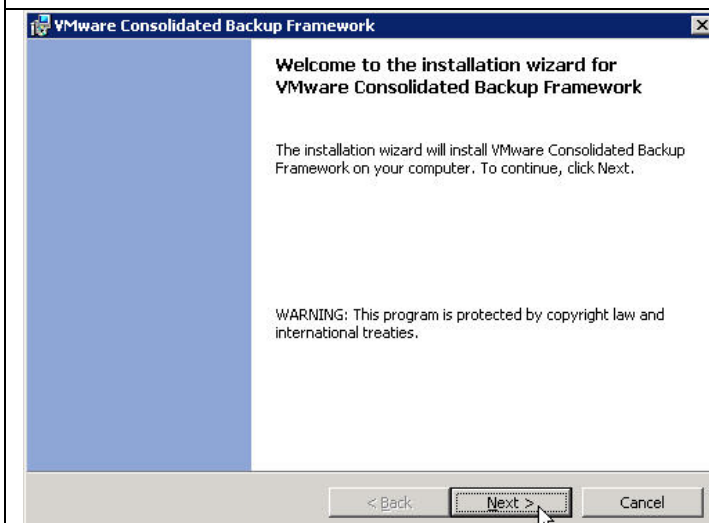 VMware Consolidated Backup Framework
Welcome to the installation wizard for
VMware Consolidated Backup Framework
The installation wizard will install VMware Consolidated Backup
Framework on your computer. To continue, click Next.
WARNING: This program is protected by copyright law and
international treaties.
< Back Next > Cancel